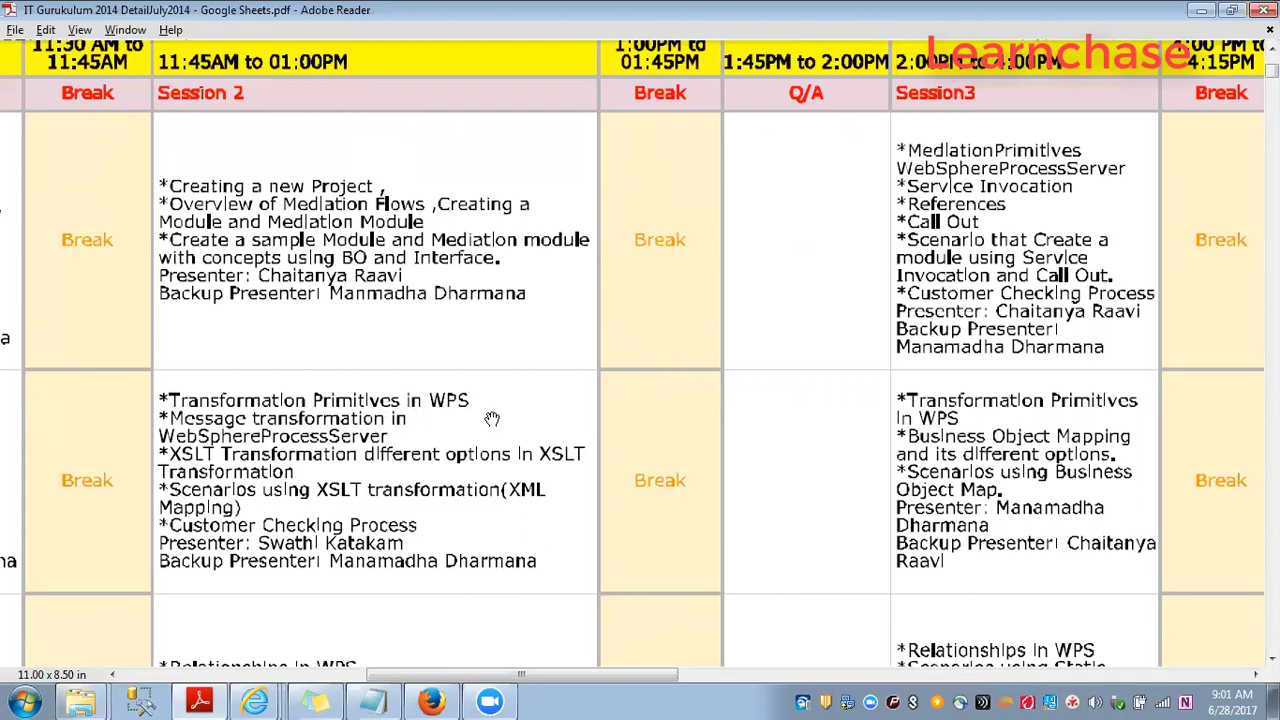 IT Gurukulum 2014 DetailJuly2014 - Google Sheets.pdf - Adobe Reader
File Edit View Window Help
Learnchase
11:30 AM to
11:45AM
11:45AM to 01:00PM
1:00PM to
01:45PM
1:45PM to 2:00PM
2:00PM to 4:00PM
4:15PM
Break
Session 2
Break
Q/A
Session3
Break
Break
*Creating a new Project ,
*Overview of Mediation Flows ,Creating a
Module and Mediation Module
*Create a sample Module and Mediation module
with concepts using BO and Interface.
Presenter: Chaitanya Raavi
Backup Presenter: Manmadha Dharmana
Break
*MediationPrimitives
WebSphereProcessServer
*Service Invocation
*References
*Call Out
*Scenario that Create a
module using Service
Invocation and Call Out.
*Customer Checking Process
Presenter: Chaitanya Raavi
Backup Presenter:
Manamadha Dharmana
Break
Break
*Transformation Primitives in WPS
*Message transformation in
WebSphereProcessServer
*XSLT Transformation different options in XSLT
Transformation
*Scenarios using XSLT transformation(XML
Mapping)
*Customer Checking Process
Presenter: Swathi Katakam
Backup Presenter: Manamadha Dharmana
Break
*Transformation Primitives
in WPS
*Business Object Mapping
and its different options.
*Scenarios using Business
Object Map.
Presenter: Manamadha
Dharmana
Backup Presenter: Chaitanya
Raavi
Break
*Relationships in WPS
*Relationships in WPS
*Scenarios using Static
11.00 x 8.50 in
9:01 AM
6/28/2017